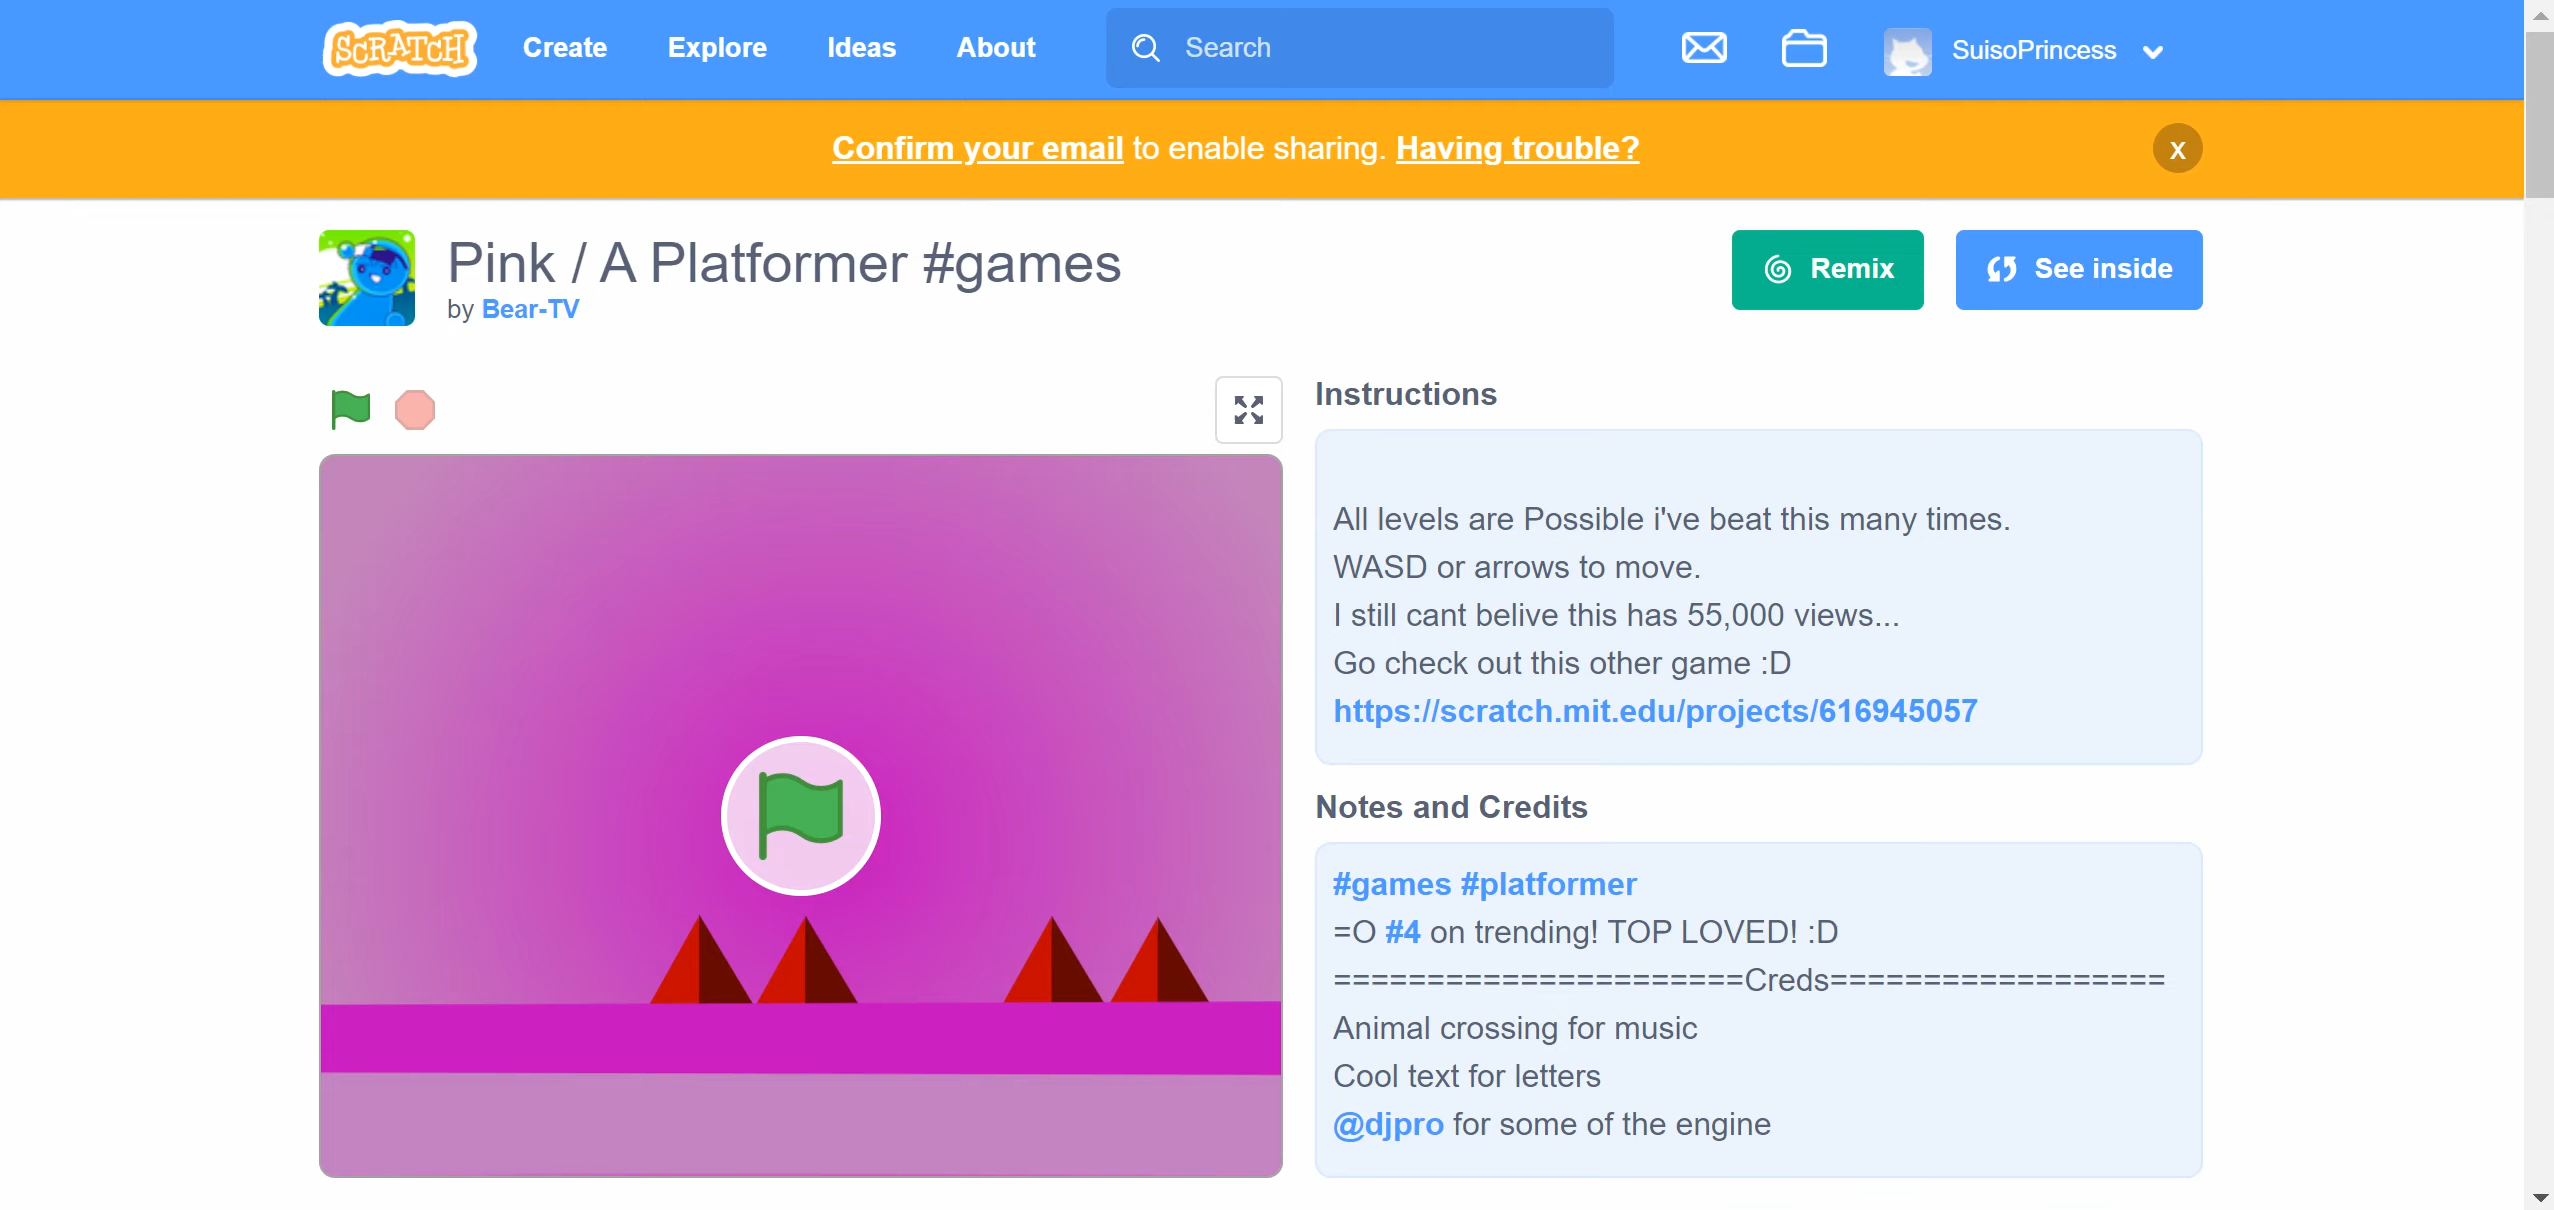 SCRATCH Create Explore Ideas About Search SuisoPrincess
Confirm your email to enable sharing. Having trouble? x
Pink / A Platformer #games
by Bear-TV
Remix See inside
Instructions
All levels are Possible i've beat this many times.
WASD or arrows to move.
I still cant belive this has 55,000 views...
Go check out this other game :D
https://scratch.mit.edu/projects/616945057
Notes and Credits
#games #platformer
=O #4 on trending! TOP LOVED! :D
======================Creds==================
Animal crossing for music
Cool text for letters
@djpro for some of the engine